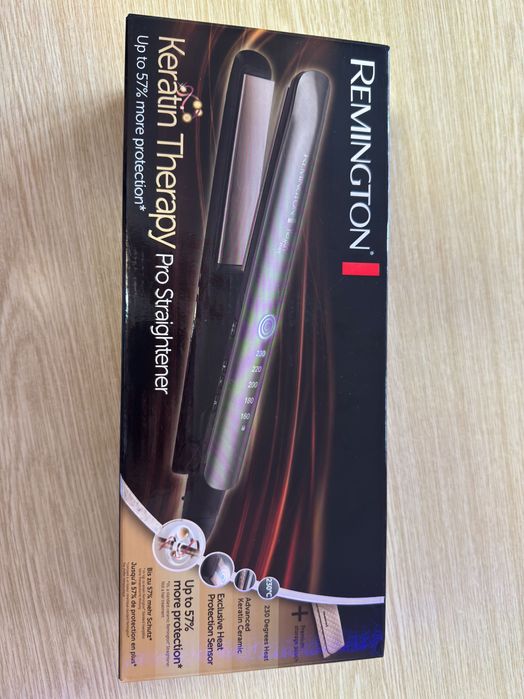 REMINGTON®
Keratin Therapy Pro Straightener
Up to 57% more protection*
REMINGTON
230
220
200
180
160
+
230°C
230 Degrees Heat
Advanced
Keratin Ceramic
Exclusive Heat
Protection Sensor
Up to 57%
more protection*
Bis zu 57% mehr Schutz*
Jusqu'à 57% de protection en plus*